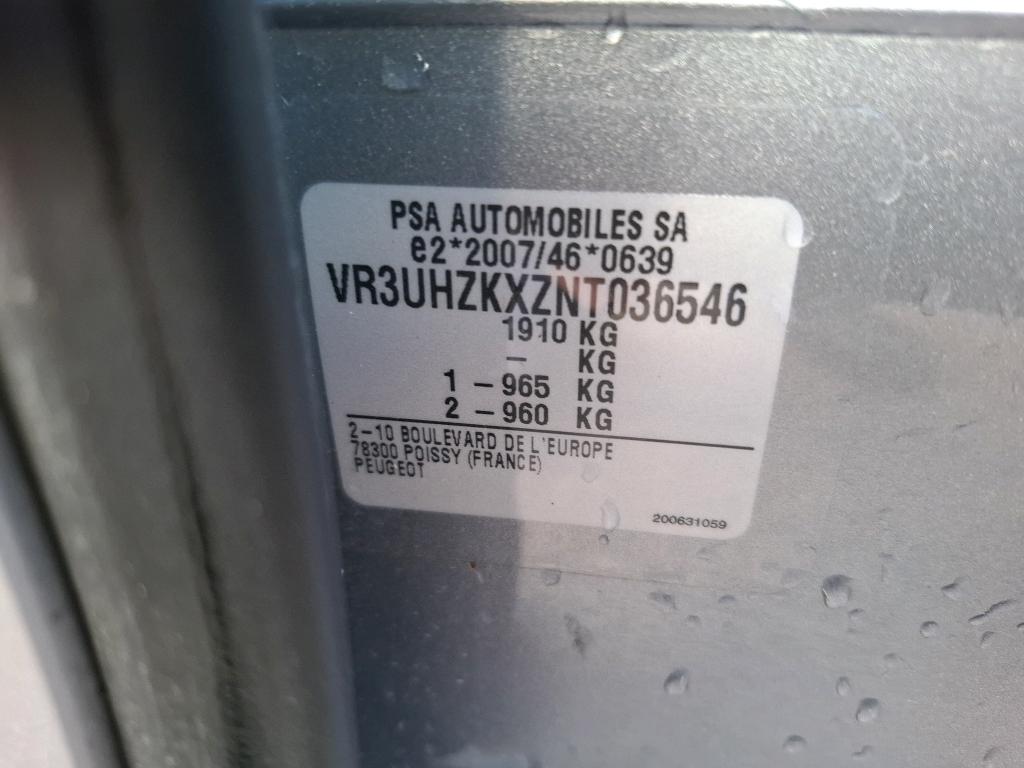 PSA AUTOMOBILES SA
e2*2007/46*0639
VR3UHZKXZNT036546
1910 KG
– KG
1 – 965 KG
2 – 960 KG
2–10 BOULEVARD DE L'EUROPE
78300 POISSY (FRANCE)
PEUGEOT
200631059